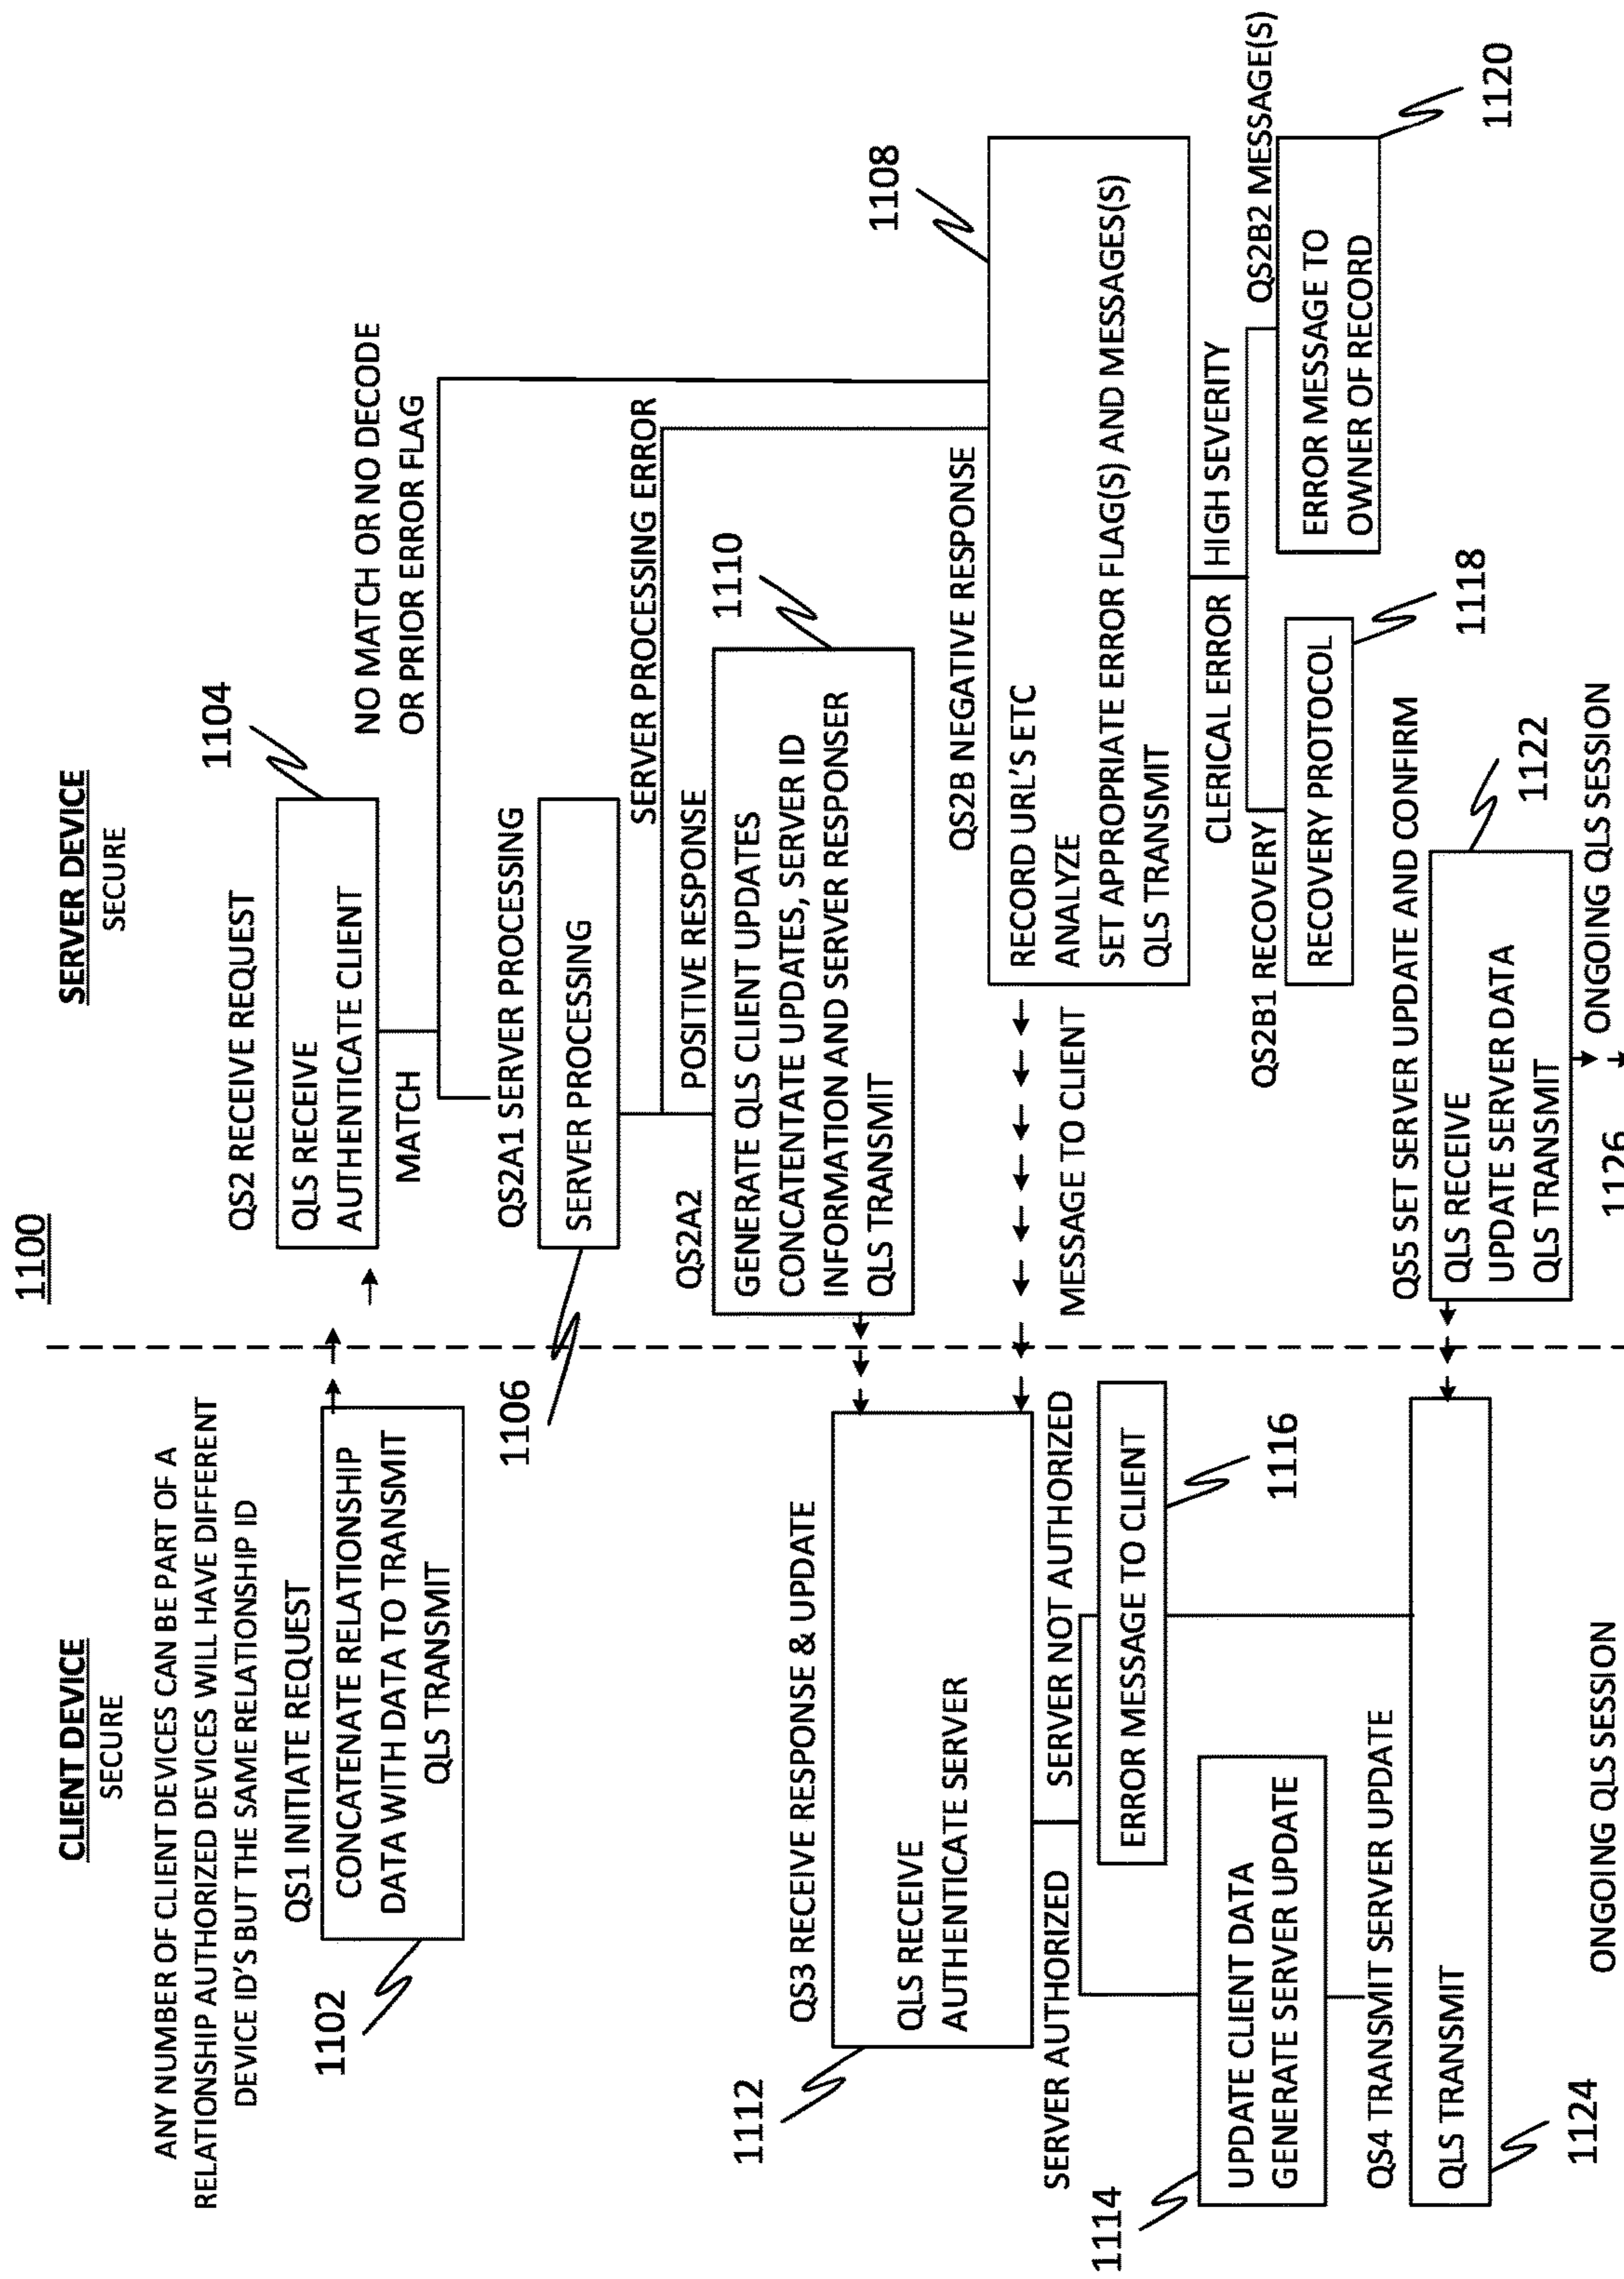 1100
CLIENT DEVICE
SECURE
ANY NUMBER OF CLIENT DEVICES CAN BE PART OF A
RELATIONSHIP AUTHORIZED DEVICES WILL HAVE DIFFERENT
DEVICE ID'S BUT THE SAME RELATIONSHIP ID
QS1 INITIATE REQUEST
CONCATENATE RELATIONSHIP
DATA WITH DATA TO TRANSMIT
QLS TRANSMIT
1102
SERVER DEVICE
SECURE
QS2 RECEIVE REQUEST
QLS RECEIVE
AUTHENTICATE CLIENT
1104
MATCH
NO MATCH OR NO DECODE
OR PRIOR ERROR FLAG
QS2A1 SERVER PROCESSING
SERVER PROCESSING
1106
SERVER PROCESSING ERROR
QS2A2
POSITIVE RESPONSE
GENERATE QLS CLIENT UPDATES
CONCATENTATE UPDATES, SERVER ID
INFORMATION AND SERVER RESPONSER
QLS TRANSMIT
1110
QS2B NEGATIVE RESPONSE
RECORD URL'S ETC
ANALYZE
SET APPROPRIATE ERROR FLAG(S) AND MESSAGES(S)
QLS TRANSMIT
1108
MESSAGE TO CLIENT
CLERICAL ERROR
HIGH SEVERITY
QS2B1 RECOVERY
RECOVERY PROTOCOL
1118
QS2B2 MESSAGE(S)
ERROR MESSAGE TO
OWNER OF RECORD
1120
QS3 RECEIVE RESPONSE & UPDATE
QLS RECEIVE
AUTHENTICATE SERVER
1112
SERVER AUTHORIZED
SERVER NOT AUTHORIZED
ERROR MESSAGE TO CLIENT
1116
UPDATE CLIENT DATA
GENERATE SERVER UPDATE
1114
QS4 TRANSMIT SERVER UPDATE
QLS TRANSMIT
1124
QS5 SET SERVER UPDATE AND CONFIRM
QLS RECEIVE
UPDATE SERVER DATA
QLS TRANSMIT
1122
ONGOING QLS SESSION
ONGOING QLS SESSION
1126